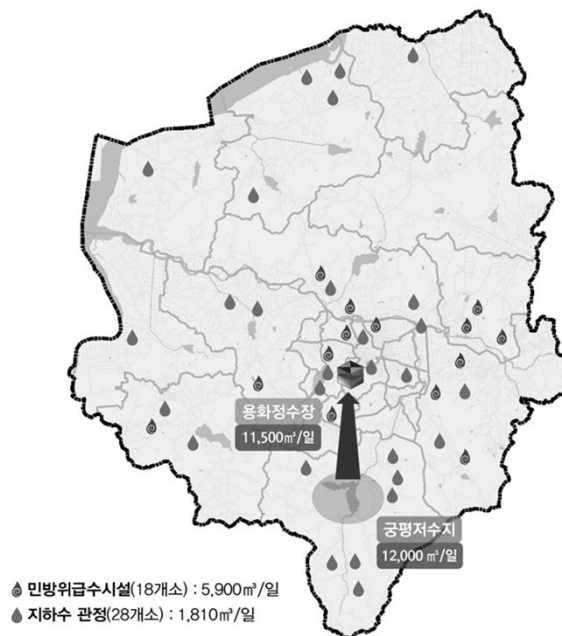 용화정수장
11,500㎥/일
궁평저수지
12,000 ㎥/일
민방위급수시설(18개소) : 5,900㎥/일
지하수 관정(28개소) : 1,810㎥/일